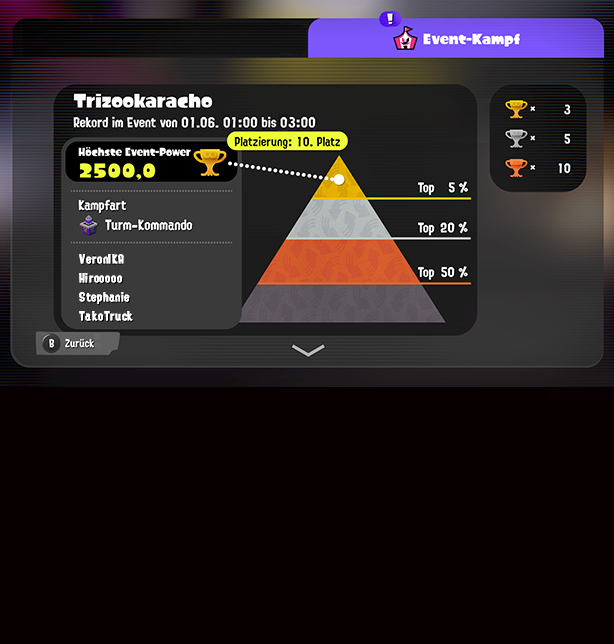 !
Event-Kampf
Trizookaracho
Rekord im Event von 01.06. 01:00 bis 03:00
Platzierung: 10. Platz
Höchste Event-Power
2500,0
Kampfart
Turm-Kommando
VeronIKA
Hirooooo
Stephanie
TakoTruck
Top 5 %
Top 20 %
Top 50 %
× 3
× 5
× 10
B Zurück